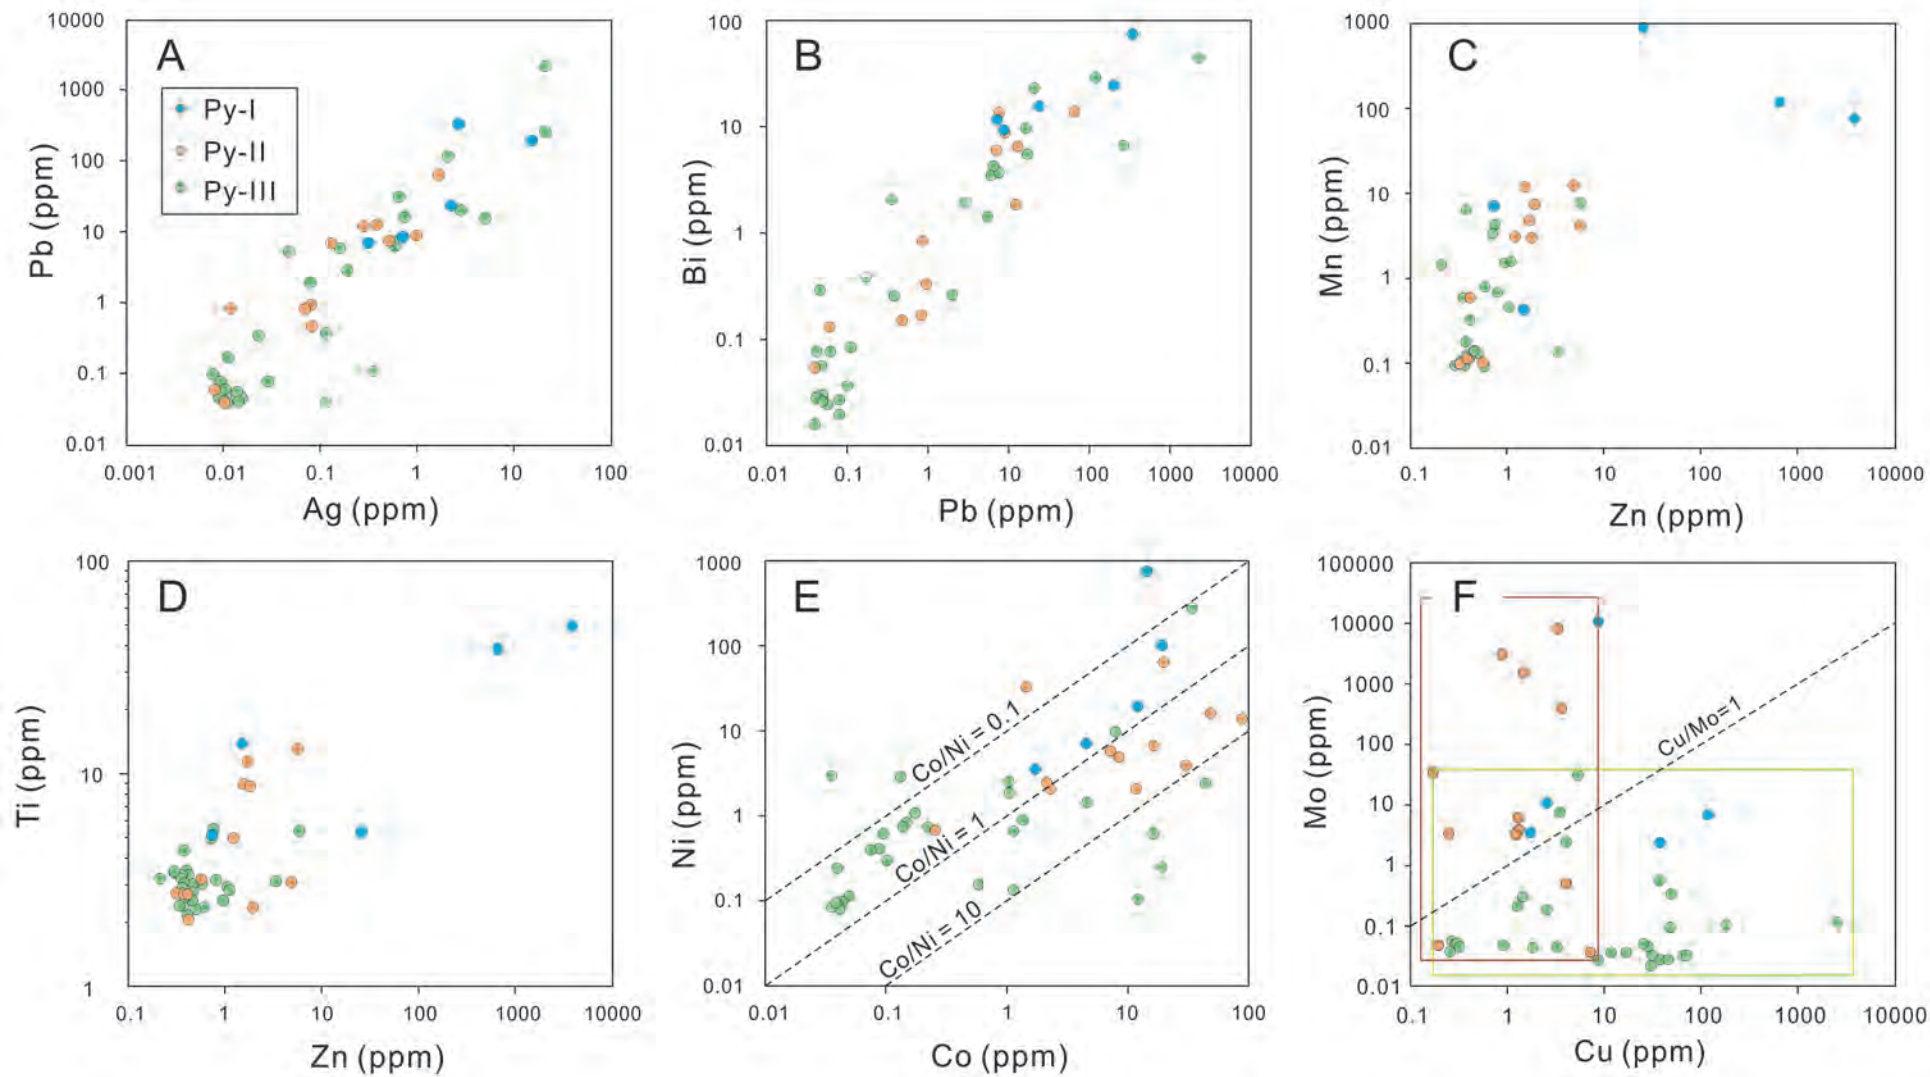 A
Py-I
Py-II
Py-III
10000
1000
100
10
1
0.1
0.01
Pb (ppm)
0.001 0.01 0.1 1 10 100
Ag (ppm)
B
100
10
1
0.1
0.01
Bi (ppm)
0.01 0.1 1 10 100 1000 10000
Pb (ppm)
C
1000
100
10
1
0.1
0.01
Mn (ppm)
0.1 1 10 100 1000 10000
Zn (ppm)
D
100
10
1
Ti (ppm)
0.1 1 10 100 1000 10000
Zn (ppm)
E
1000
100
10
1
0.1
0.01
Ni (ppm)
Co/Ni = 0.1
Co/Ni = 1
Co/Ni = 10
0.01 0.1 1 10 100
Co (ppm)
F
100000
10000
1000
100
10
1
0.1
0.01
Mo (ppm)
Cu/Mo=1
0.1 1 10 100 1000 10000
Cu (ppm)